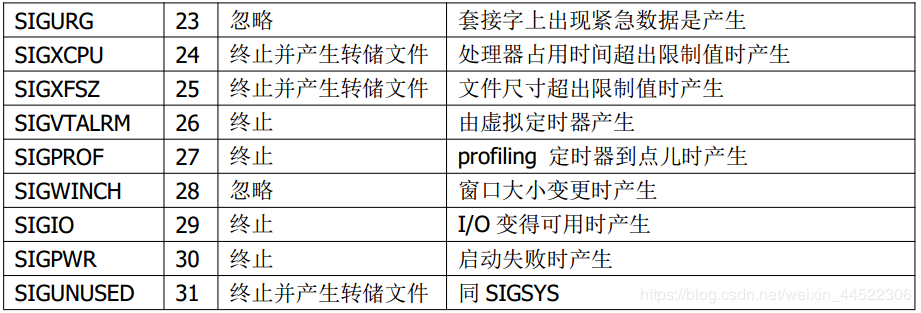 SIGURG 23 忽略 套接字上出现紧急数据是产生
SIGXCPU 24 终止并产生转储文件 处理器占用时间超出限制值时产生
SIGXFSZ 25 终止并产生转储文件 文件尺寸超出限制值时产生
SIGVTALRM 26 终止 由虚拟定时器产生
SIGPROF 27 终止 profiling 定时器到点儿时产生
SIGWINCH 28 忽略 窗口大小变更时产生
SIGIO 29 终止 I/O 变得可用时产生
SIGPWR 30 终止 启动失败时产生
SIGUNUSED 31 终止并产生转储文件 同 SIGSYS
https://blog.csdn.net/weixin_44522306